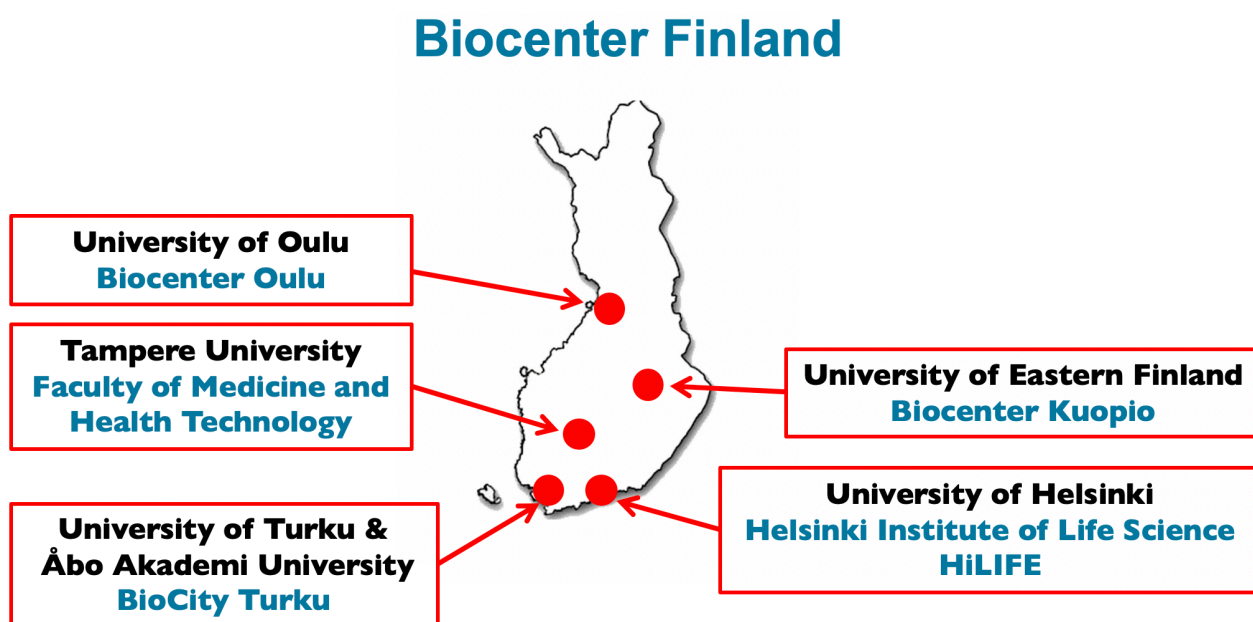 Biocenter Finland
University of Oulu
Biocenter Oulu
Tampere University
Faculty of Medicine and
Health Technology
University of Eastern Finland
Biocenter Kuopio
University of Turku &
Åbo Akademi University
BioCity Turku
University of Helsinki
Helsinki Institute of Life Science
HiLIFE